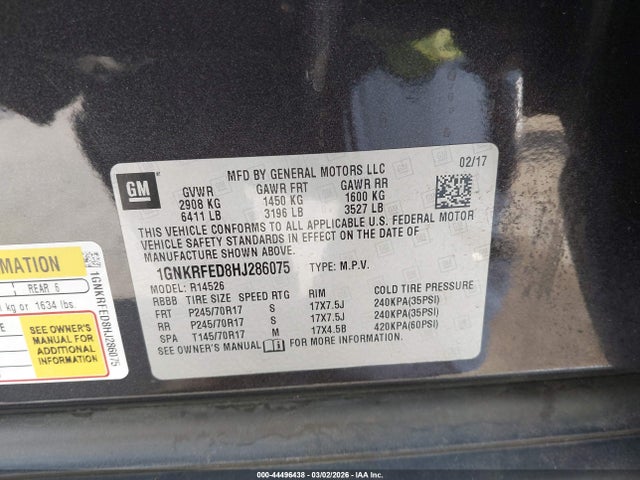 MFD BY GENERAL MOTORS LLC
02/17
GM
GVWR GAWR FRT GAWR RR
2908 KG 1450 KG 1600 KG
6411 LB 3196 LB 3527 LB
THIS VEHICLE CONFORMS TO ALL APPLICABLE U.S. FEDERAL MOTOR
VEHICLE SAFETY STANDARDS IN EFFECT ON THE DATE OF
MANUFACTURE SHOWN ABOVE.
1GNKRFED8HJ286075 TYPE: M.P.V.
MODEL: R14526
RBBB TIRE SIZE SPEED RTG RIM COLD TIRE PRESSURE
FRT P245/70R17 S 17X7.5J 240KPA(35PSI)
RR P245/70R17 S 17X7.5J 240KPA(35PSI)
SPA T145/70R17 M 17X4.5B 420KPA(60PSI)
SEE OWNER'S MANUAL FOR MORE INFORMATION.
MATION
REAR 5
kg or 1634 lbs.
SEE OWNER'S
MANUAL FOR
ADDITIONAL
INFORMATION
1GNKRFED8HJ286075
000-44496438 - 03/02/2026 - IAA Inc.